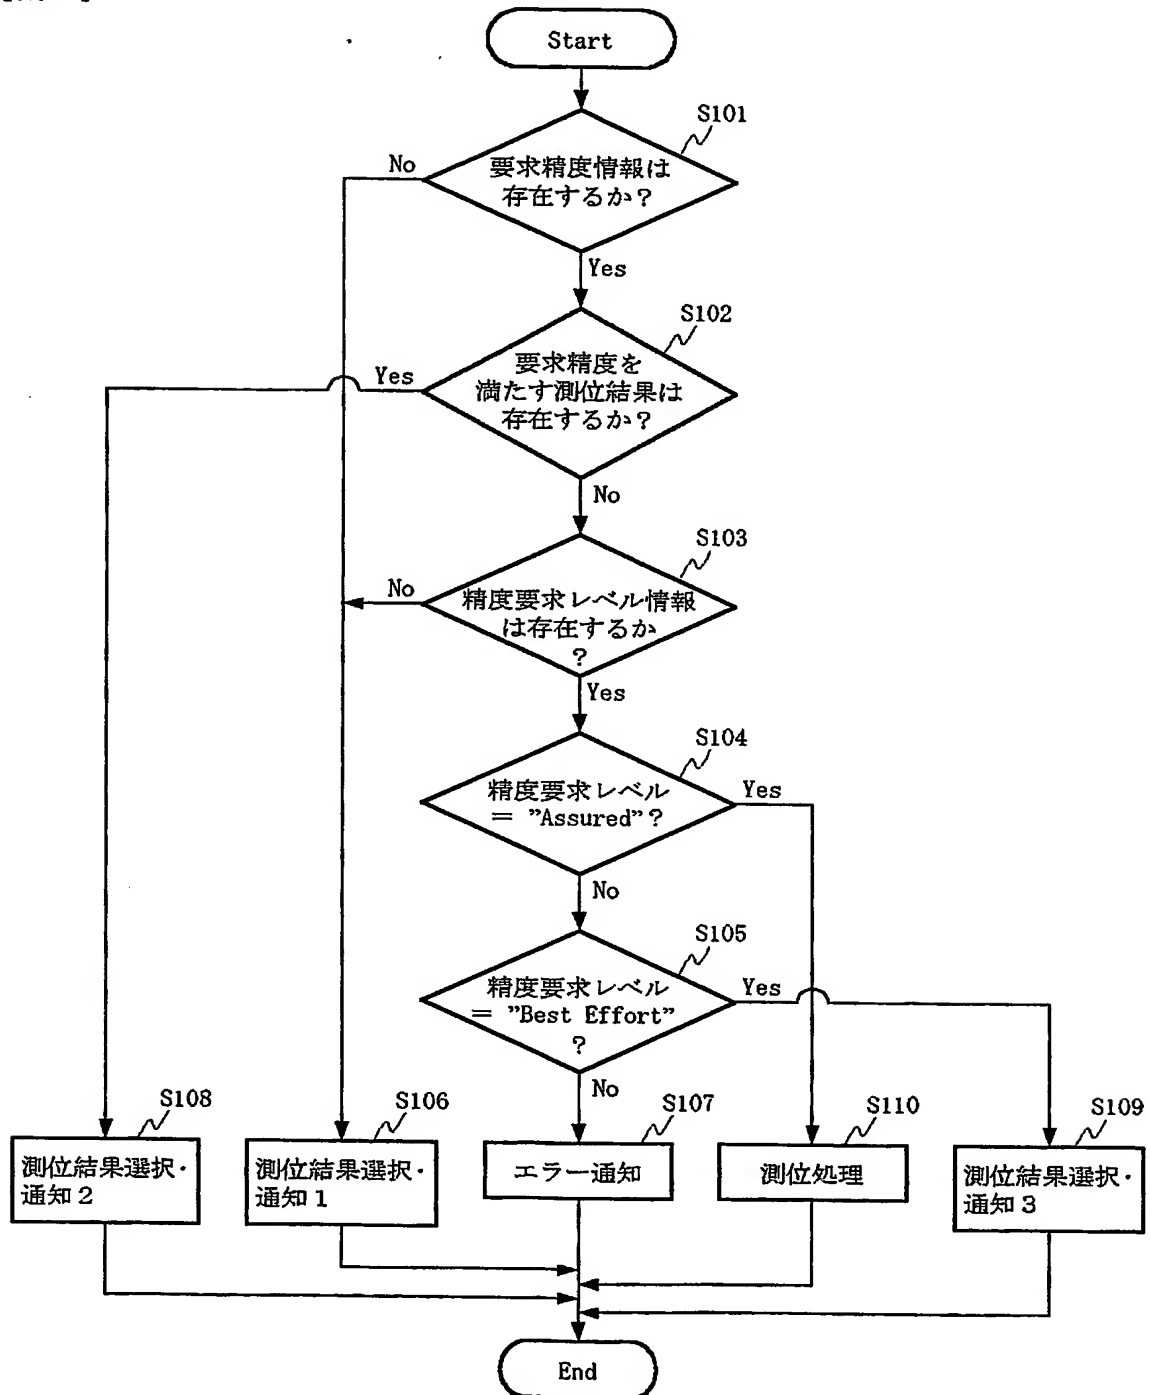 Start
S101
要求精度情報は
存在するか？
No
Yes
S102
要求精度を
満たす測位結果は
存在するか？
Yes
No
S103
精度要求レベル情報
は存在するか
？
No
Yes
S104
精度要求レベル
＝ ”Assured”？
Yes
No
S105
精度要求レベル
＝ ”Best Effort”
？
Yes
No
S108
測位結果選択・
通知２
S106
測位結果選択・
通知１
S107
エラー通知
S110
測位処理
S109
測位結果選択・
通知３
End